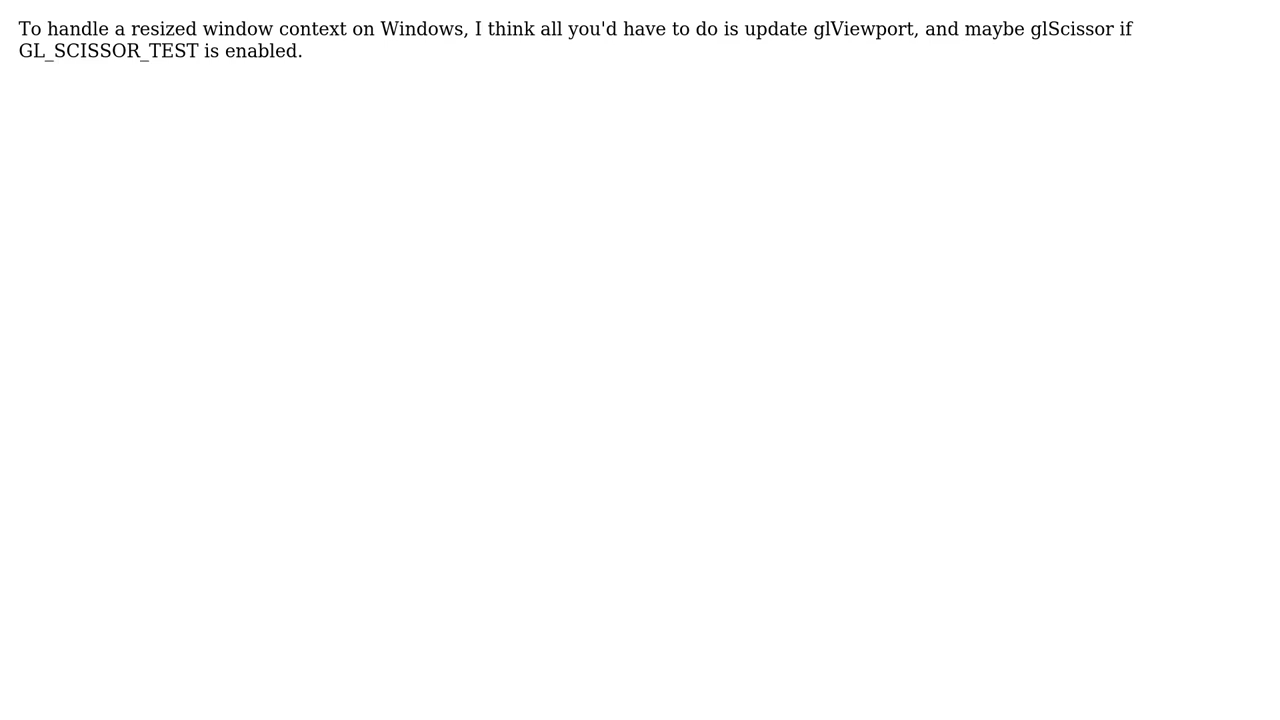 To handle a resized window context on Windows, I think all you'd have to do is update glViewport, and maybe glScissor if
GL_SCISSOR_TEST is enabled.